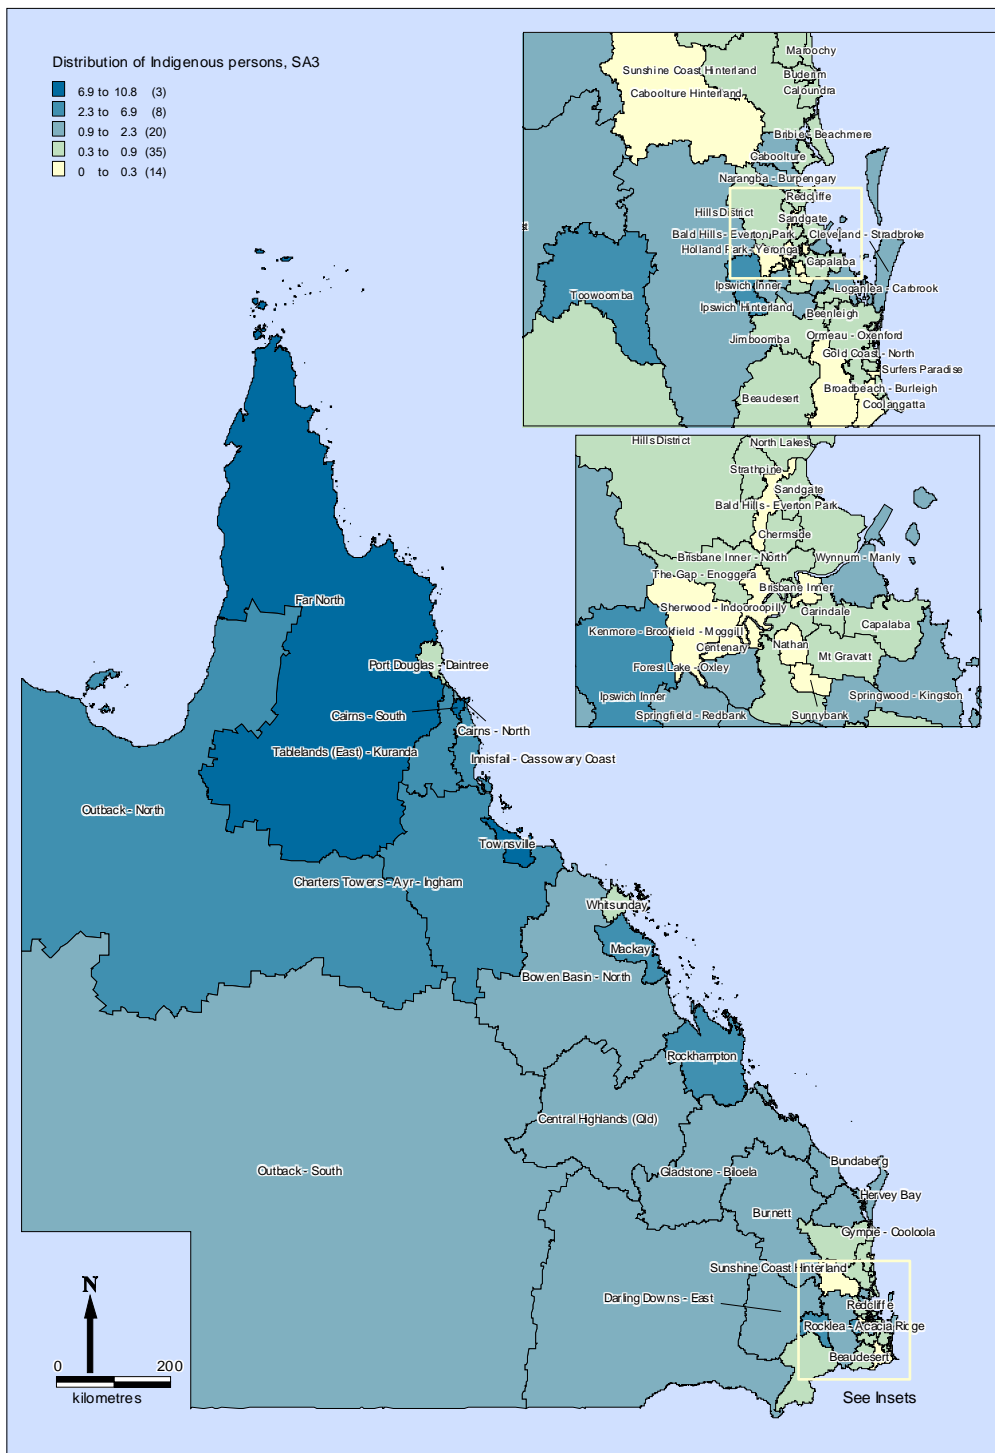 Distribution of Indigenous persons, SA3
6.9 to 10.8 (3)
2.3 to 6.9 (8)
0.9 to 2.3 (20)
0.3 to 0.9 (35)
0 to 0.3 (14)
Maroochy
Sunshine Coast Hinterland
Buderim
Caloundra
Caboolture Hinterland
Bribie - Beachmere
Caboolture
Narangba - Burpengary
Redcliffe
Hills District
Sandgate
Bald Hills - Everton Park
Cleveland - Stradbroke
Holland Park - Yeronga
Capalaba
Ipswich Inner
Loganlea - Carbrook
Toowoomba
Ipswich Hinterland
Beenleigh
Jimboomba
Ormeau - Oxenford
Gold Coast - North
Surfers Paradise
Broadbeach - Burleigh
Beaudesert
Coolangatta
Hills District
North Lakes
Strathpine
Sandgate
Bald Hills - Everton Park
Chermside
Brisbane Inner - North
Wynnum - Manly
The Gap - Enoggera
Brisbane Inner
Sherwood - Indooroopilly
Carindale
Kenmore - Brookfield - Moggill
Capalaba
Centenary
Nathan
Mt Gravatt
Forest Lake - Oxley
Ipswich Inner
Springwood - Kingston
Springfield - Redbank
Sunnybank
Far North
Port Douglas - Daintree
Cairns - South
Cairns - North
Tablelands (East) - Kuranda
Innisfail - Cassowary Coast
Outback - North
Townsville
Charters Towers - Ayr - Ingham
Whitsunday
Mackay
Bowen Basin - North
Rockhampton
Central Highlands (Qld)
Outback - South
Gladstone - Biloela
Bundaberg
Hervey Bay
Burnett
Gympie - Cooloola
Sunshine Coast Hinterland
Darling Downs - East
Redcliffe
Rocklea - Acacia Ridge
Beaudesert
See Insets
N
0 200
kilometres